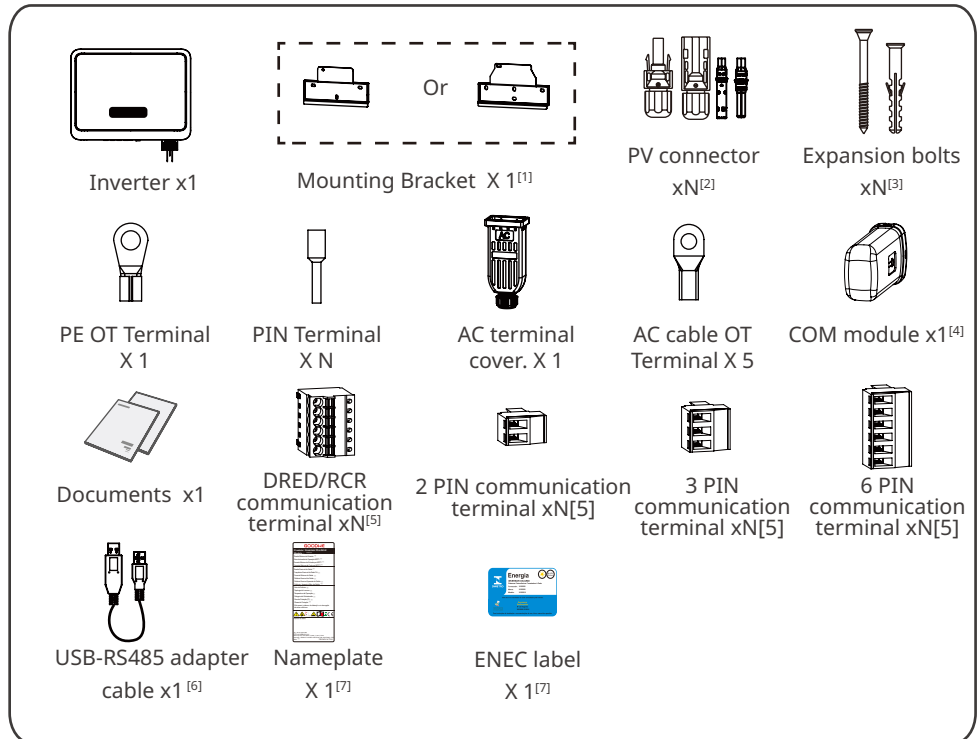 Or
Inverter x1
Mounting Bracket X 1[1]
PV connector
xN[2]
Expansion bolts
xN[3]
AC
PE OT Terminal
X 1
PIN Terminal
X N
AC terminal
cover. X 1
AC cable OT
Terminal X 5
COM module x1[4]
Documents x1
DRED/RCR
communication
terminal xN[5]
2 PIN communication
terminal xN[5]
3 PIN
communication
terminal xN[5]
6 PIN
communication
terminal xN[5]
GOODWE
Energia
USB-RS485 adapter
cable x1 [6]
Nameplate
X 1[7]
ENEC label
X 1[7]